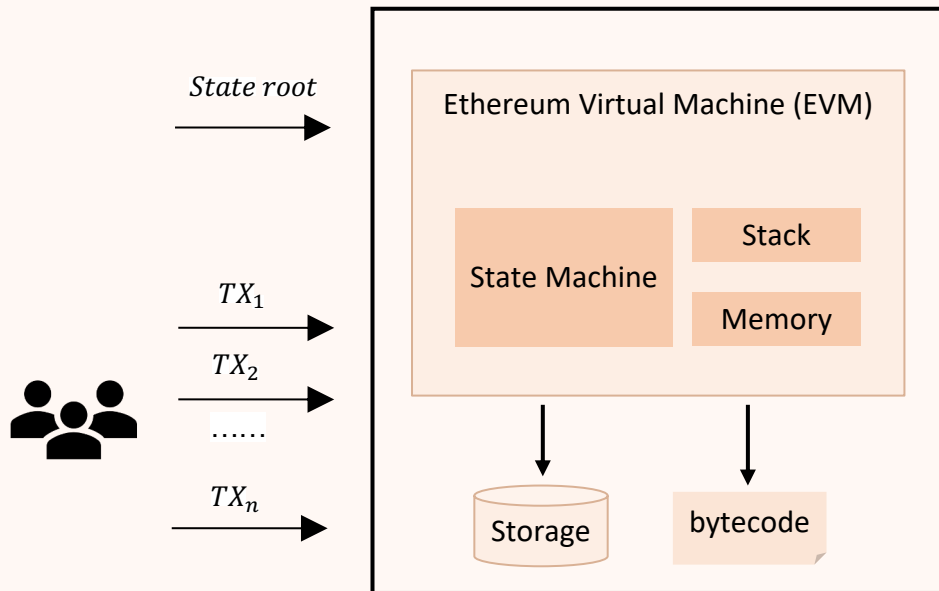 State root
Ethereum Virtual Machine (EVM)
State Machine
Stack
Memory
TX₁
TX₂
......
TXₙ
Storage
bytecode